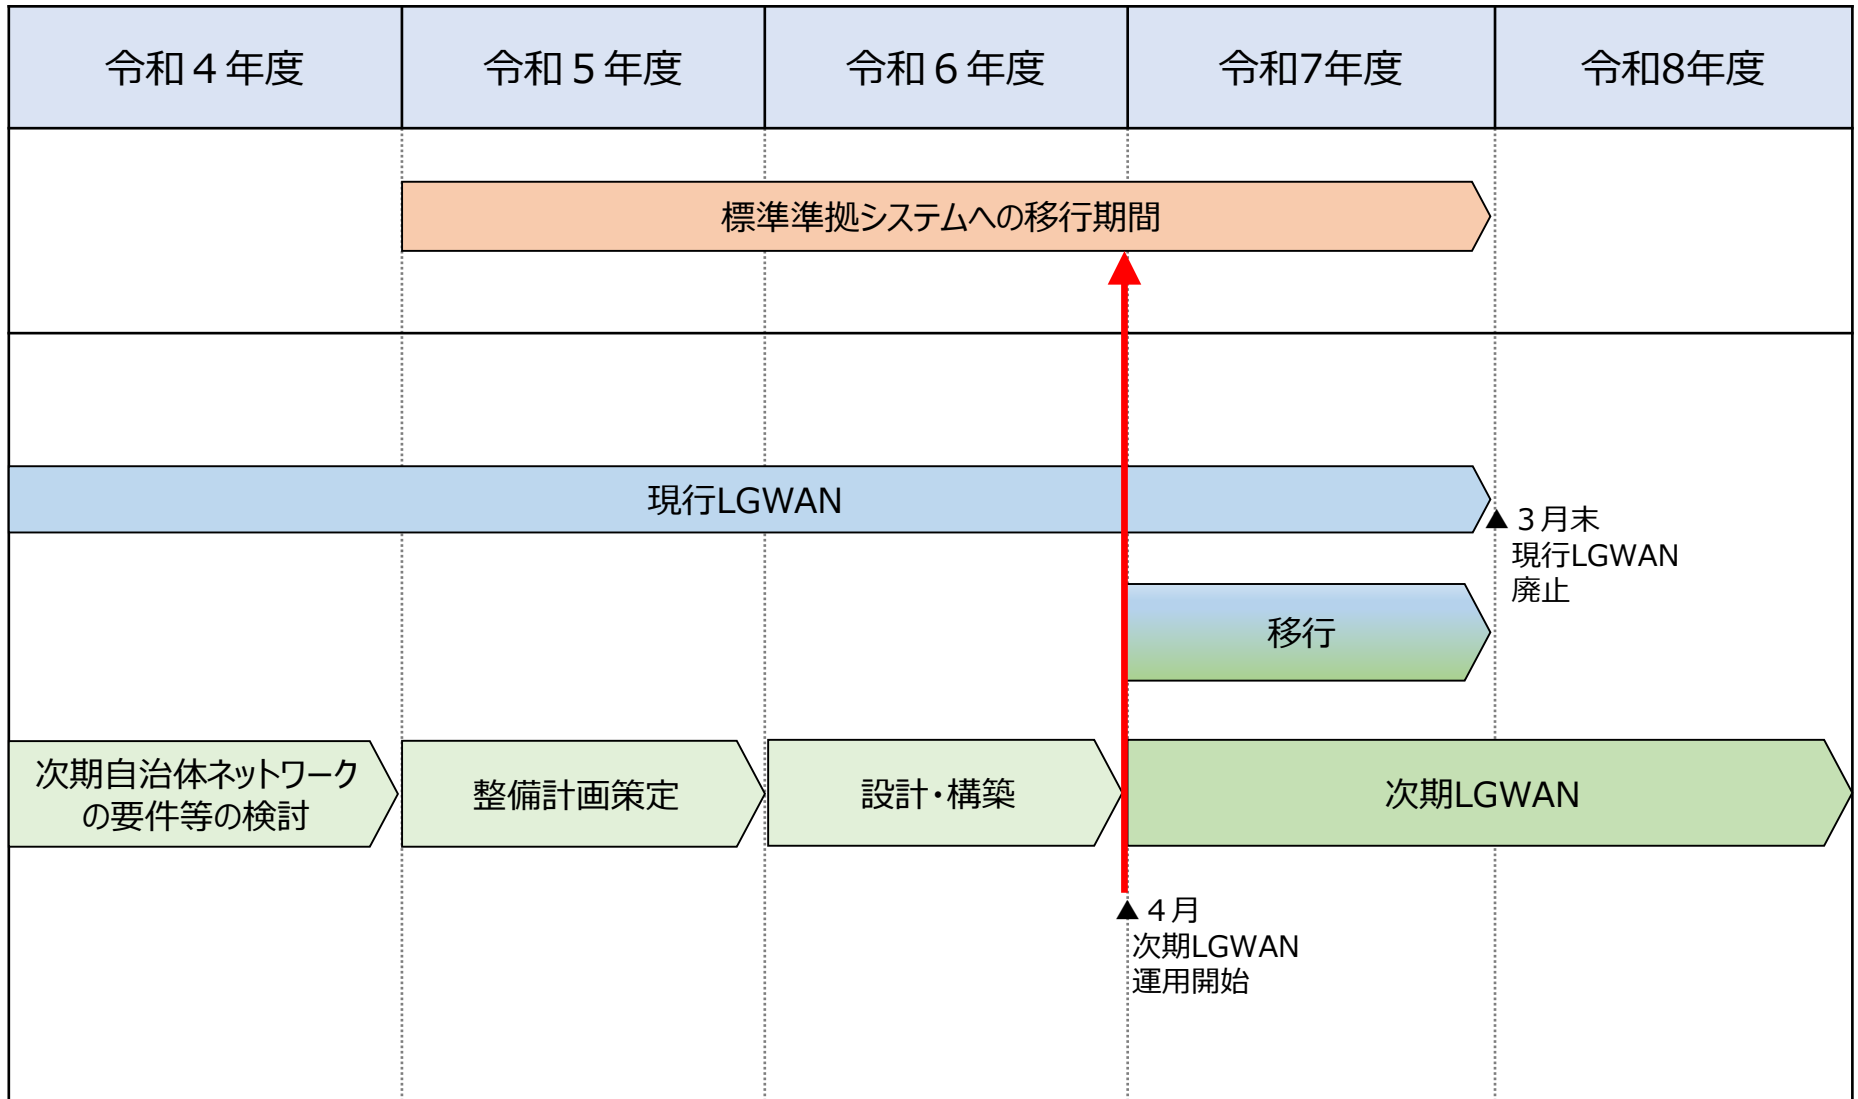 令和４年度
令和５年度
令和６年度
令和7年度
令和8年度
標準準拠システムへの移行期間
現行LGWAN
▲３月末
現行LGWAN
廃止
移行
次期自治体ネットワーク
の要件等の検討
整備計画策定
設計・構築
次期LGWAN
▲４月
次期LGWAN
運用開始